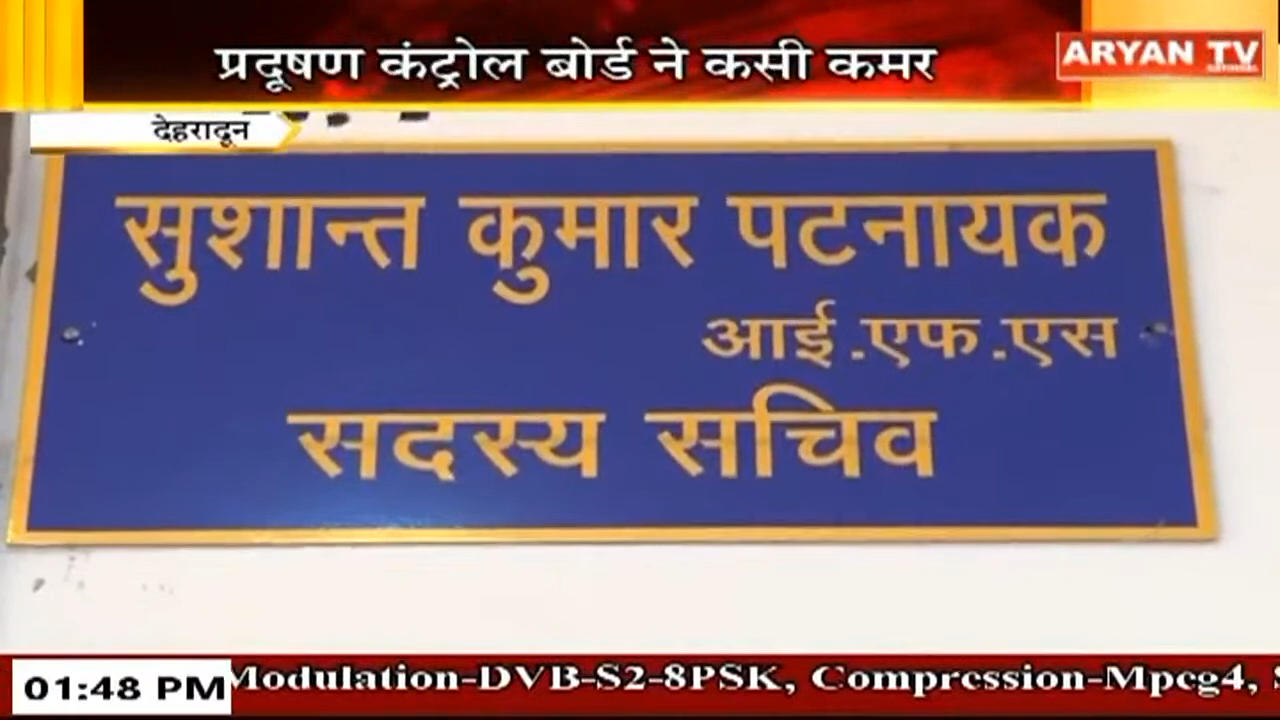 प्रदूषण कंट्रोल बोर्ड ने कसी कमर
ARYAN TV
देहरादून
सुशान्त कुमार पटनायक
आई.एफ.एस
सदस्य सचिव
01:48 PM
Modulation-DVB-S2-8PSK, Compression-Mpeg4, S